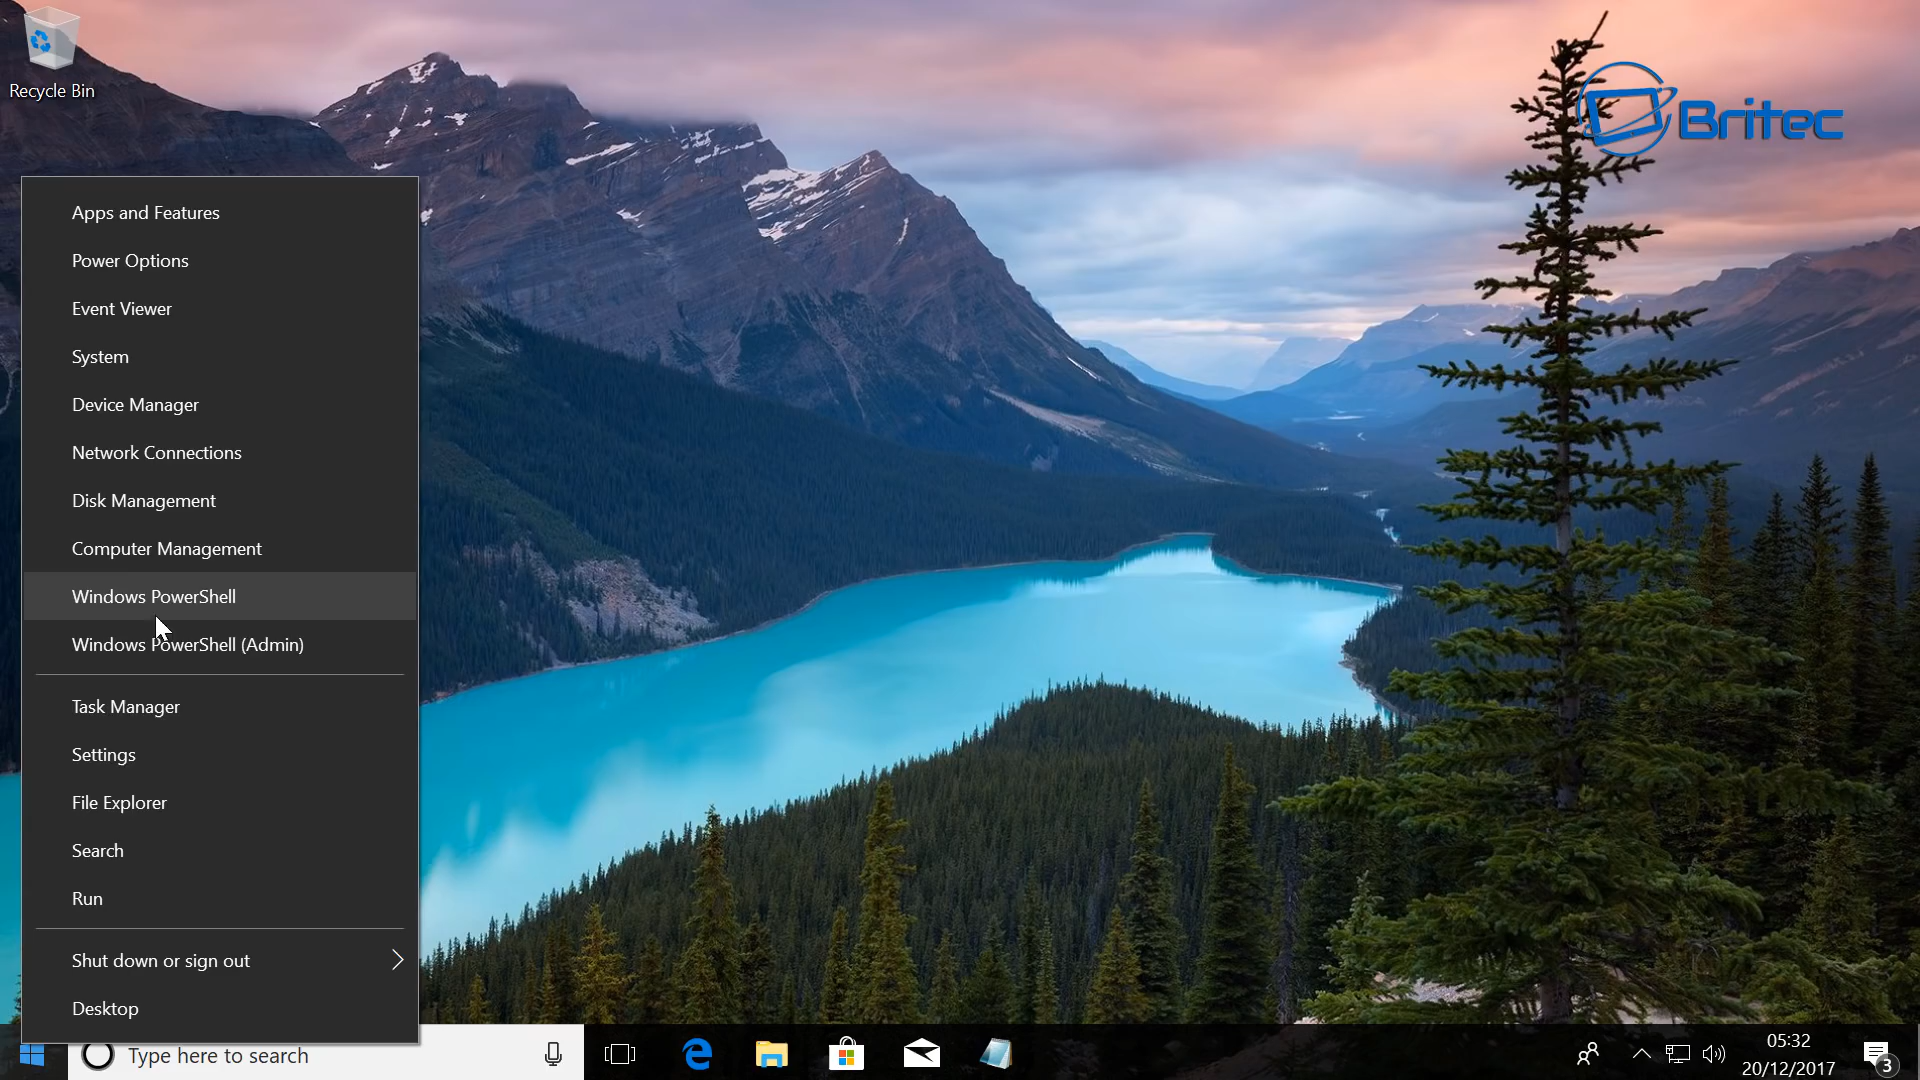 Recycle Bin
Britec
Apps and Features
Power Options
Event Viewer
System
Device Manager
Network Connections
Disk Management
Computer Management
Windows PowerShell
Windows PowerShell (Admin)
Task Manager
Settings
File Explorer
Search
Run
Shut down or sign out
Desktop
Type here to search
05:32
20/12/2017
3